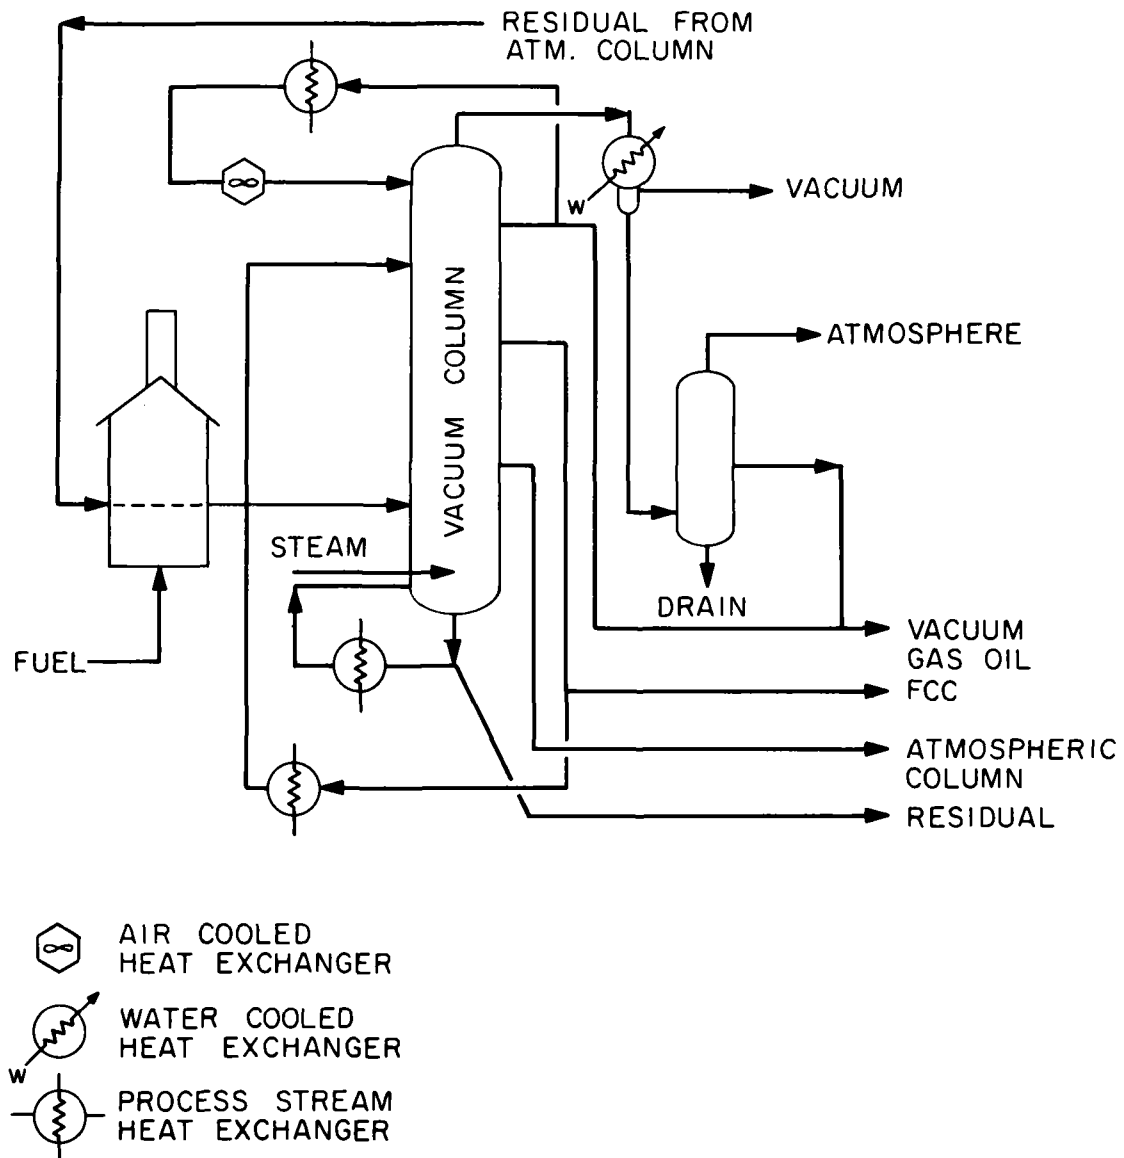 RESIDUAL FROM
ATM. COLUMN
W
VACUUM
VACUUM COLUMN
ATMOSPHERE
STEAM
DRAIN
FUEL
VACUUM
GAS OIL
FCC
ATMOSPHERIC
COLUMN
RESIDUAL
AIR COOLED
HEAT EXCHANGER
WATER COOLED
HEAT EXCHANGER
W
PROCESS STREAM
HEAT EXCHANGER